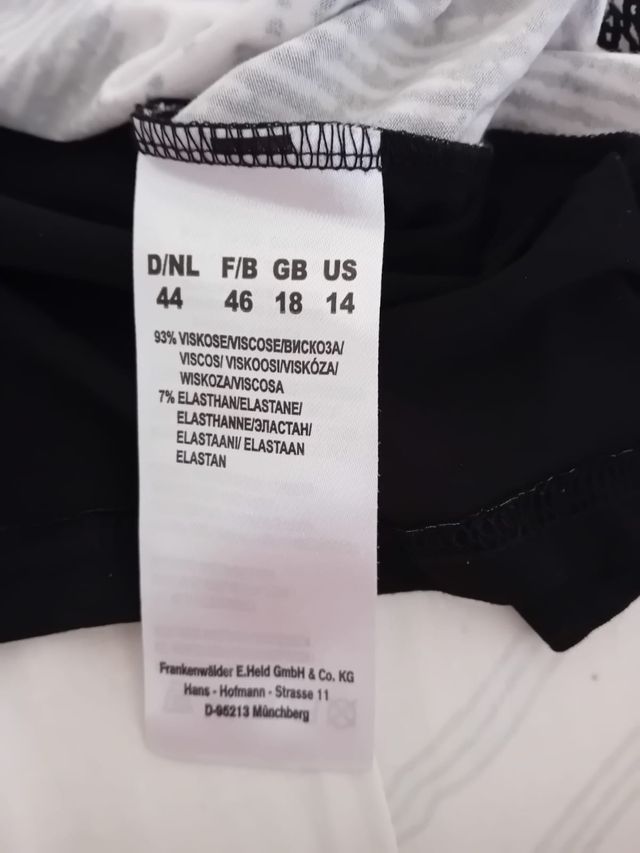 D/NL F/B GB US
44 46 18 14
93% VISKOSE/VISCOSE/ВИСКОЗА/
VISCOS/ VISKOOSI/VISKÓZA/
WISKOZA/VISCOSA
7% ELASTHAN/ELASTANE/
ELASTHANNE/ЭЛАСТАН/
ELASTAANI/ ELASTAAN
ELASTAN
Frankenwälder E.Held GmbH & Co. KG
Hans - Hofmann - Strasse 11
D-95213 Münchberg